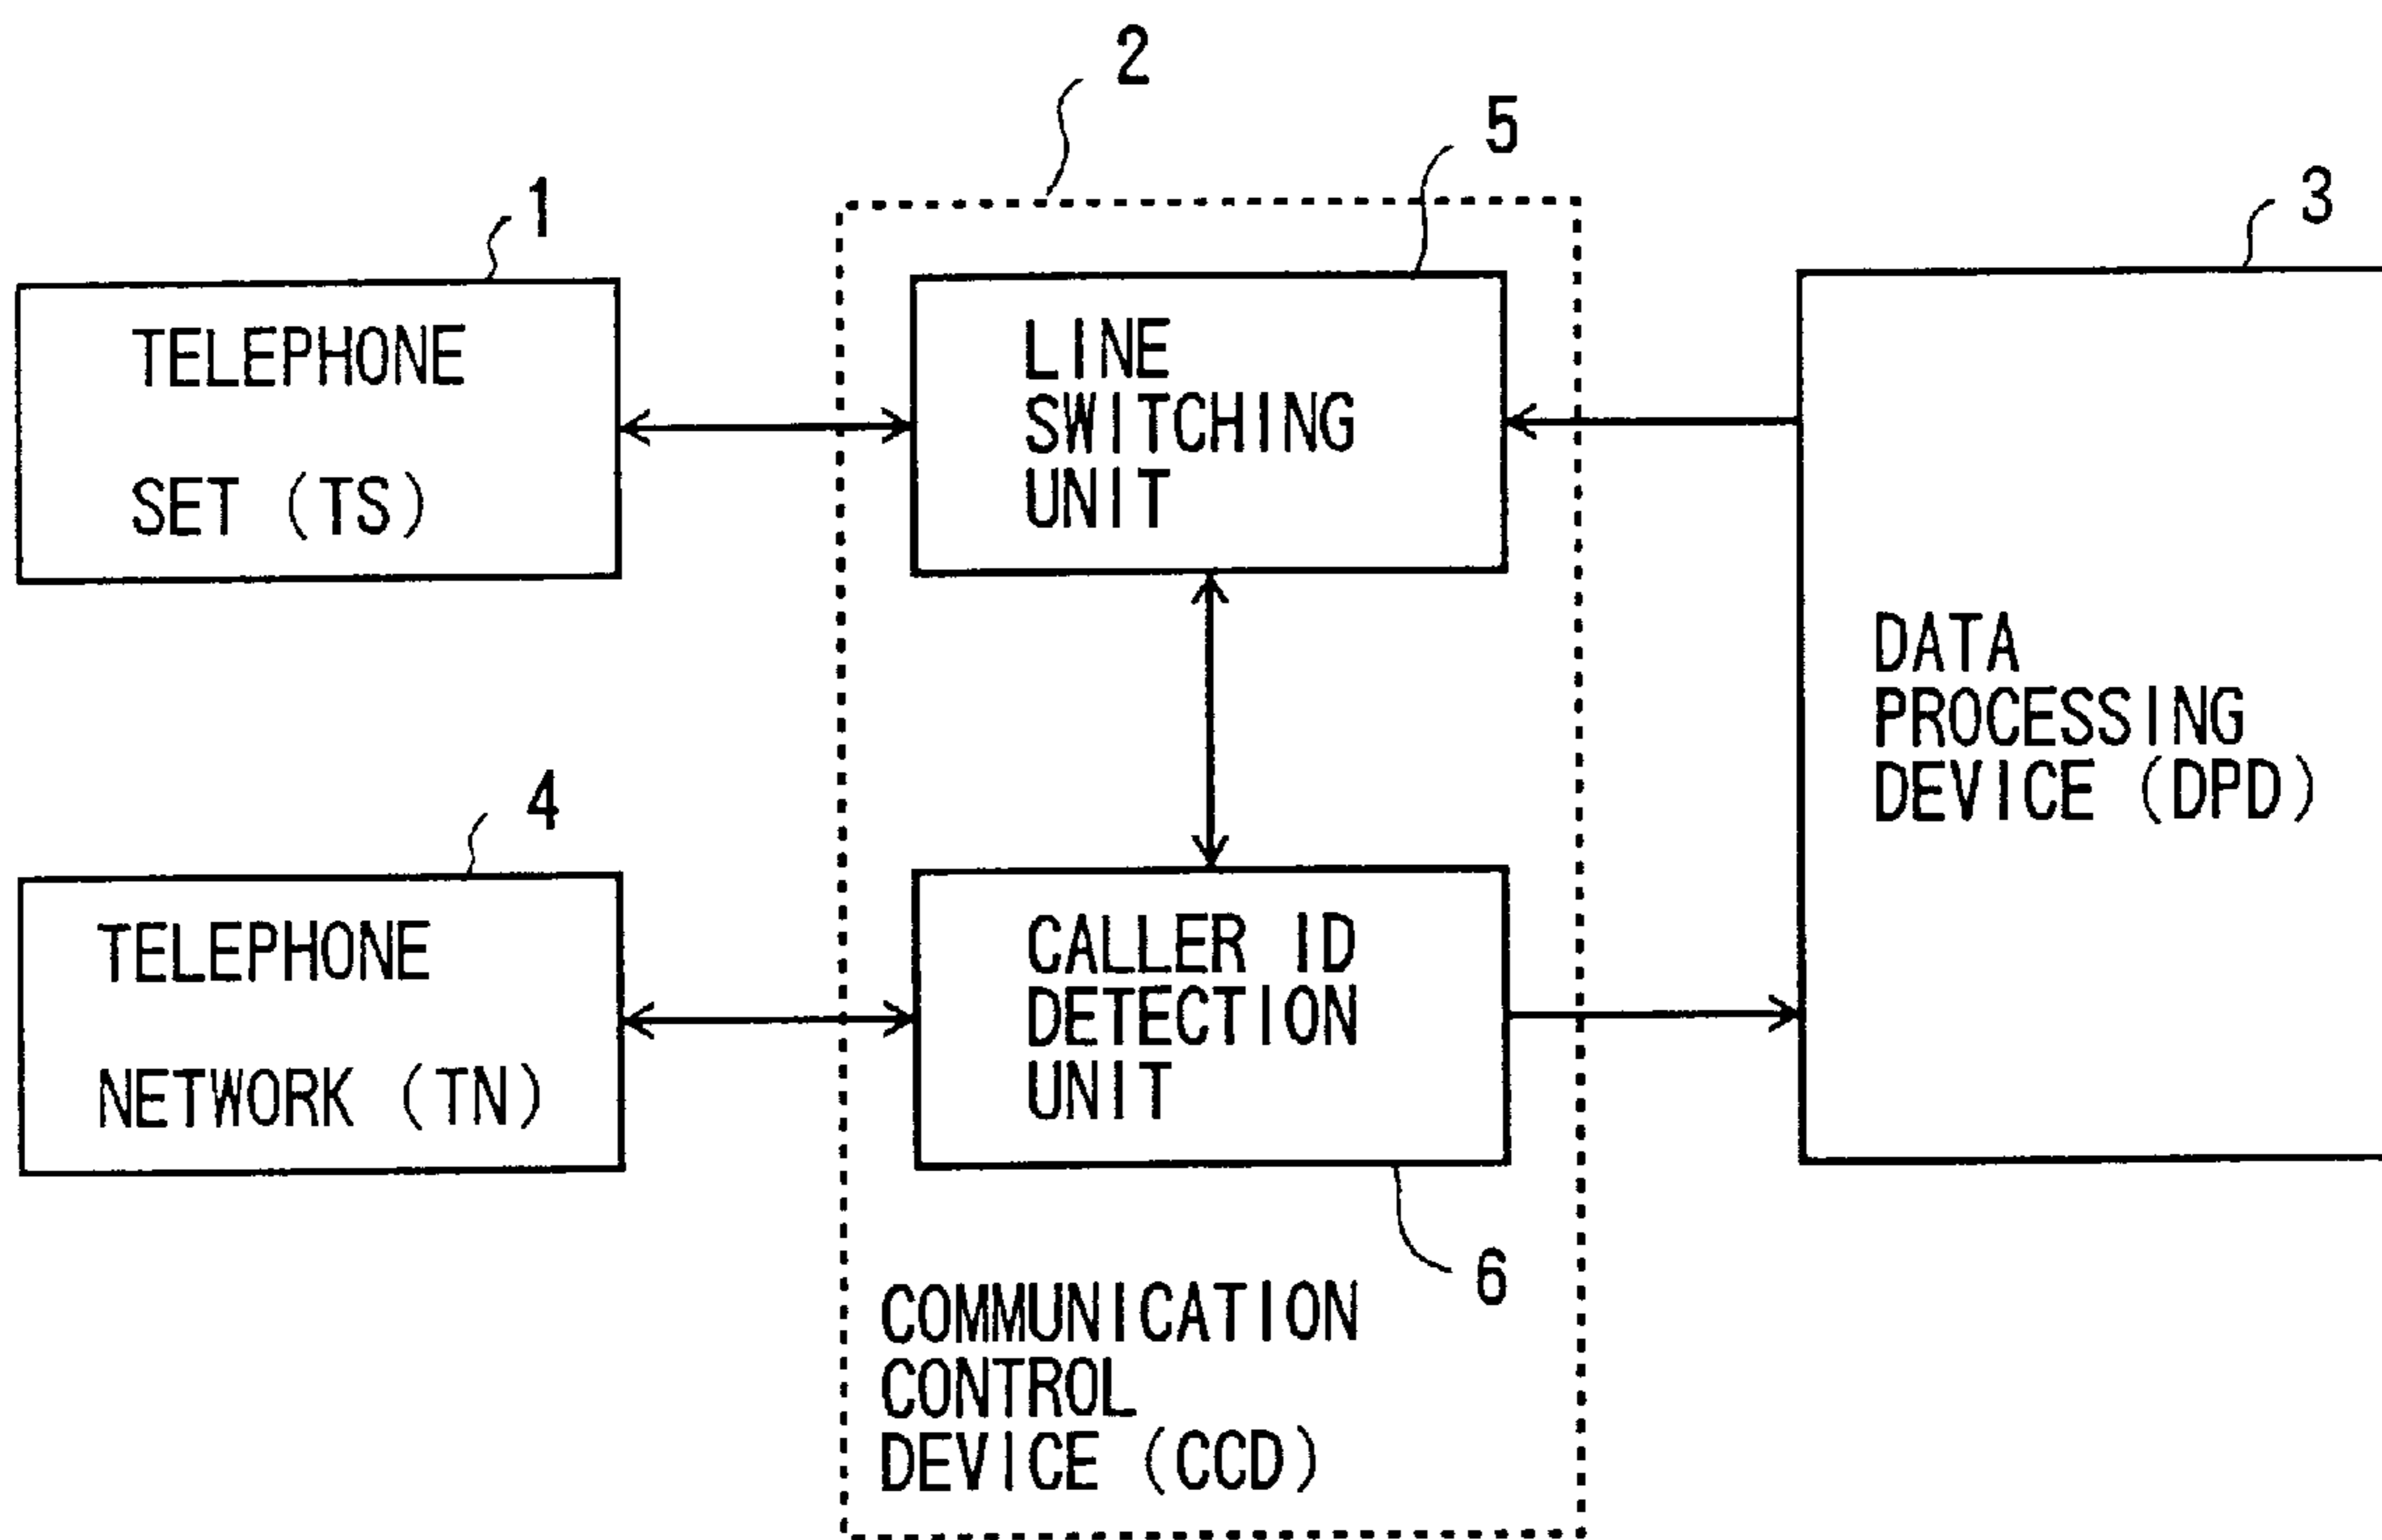 2
5
1
3
TELEPHONE
SET (TS)
LINE
SWITCHING
UNIT
DATA
PROCESSING
DEVICE (DPD)
4
TELEPHONE
NETWORK (TN)
CALLER ID
DETECTION
UNIT
6
COMMUNICATION
CONTROL
DEVICE (CCD)